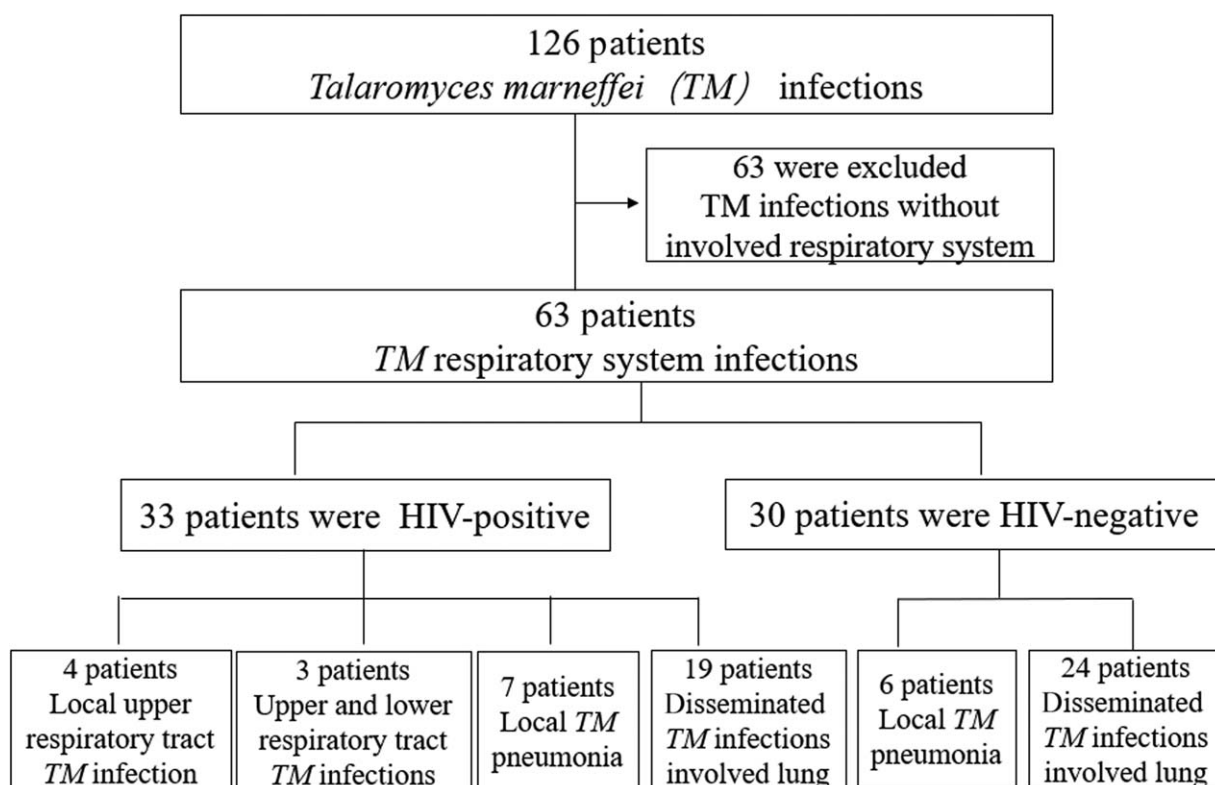 126 patients
Talaromyces marneffei (TM) infections
63 were excluded
TM infections without
involved respiratory system
63 patients
TM respiratory system infections
33 patients were HIV-positive
30 patients were HIV-negative
4 patients
Local upper
respiratory tract
TM infection
3 patients
Upper and lower
respiratory tract
TM infections
7 patients
Local TM
pneumonia
19 patients
Disseminated
TM infections
involved lung
6 patients
Local TM
pneumonia
24 patients
Disseminated
TM infections
involved lung